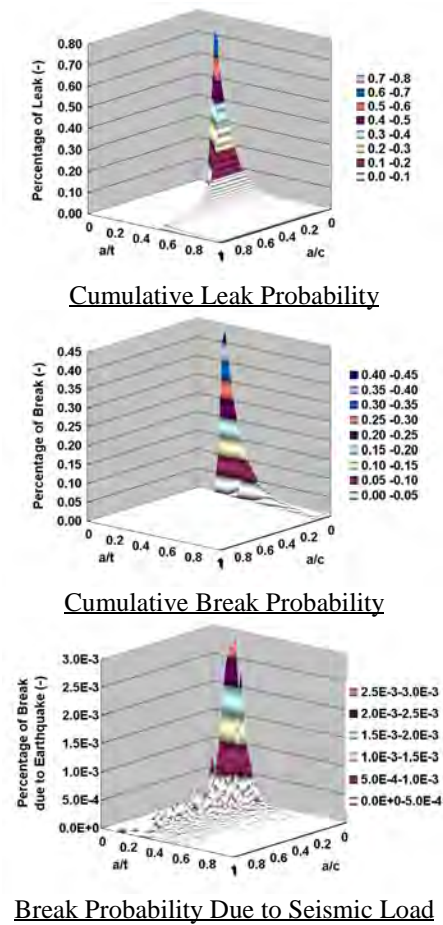 0.80
0.70
0.60
0.50
0.40
0.30
0.20
0.10
0.00
Percentage of Leak (-)
0 0.2 0.4 0.6 0.8 1
a/t
0.8 0.6 0.4 0.2 0
a/c
0.7 -0.8
0.6 -0.7
0.5 -0.6
0.4 -0.5
0.3 -0.4
0.2 -0.3
0.1 -0.2
0.0 -0.1
Cumulative Leak Probability
0.45
0.40
0.35
0.30
0.25
0.20
0.15
0.10
0.05
0.00
Percentage of Break (-)
0 0.2 0.4 0.6 0.8 1
a/t
0.8 0.6 0.4 0.2 0
a/c
0.40 -0.45
0.35 -0.40
0.30 -0.35
0.25 -0.30
0.20 -0.25
0.15 -0.20
0.10 -0.15
0.05 -0.10
0.00 -0.05
Cumulative Break Probability
3.0E-3
2.5E-3
2.0E-3
1.5E-3
1.0E-3
5.0E-4
0.0E+0
Percentage of Break
due to Earthquake (-)
0 0.2 0.4 0.6 0.8 1
a/t
0.8 0.6 0.4 0.2 0
a/c
2.5E-3-3.0E-3
2.0E-3-2.5E-3
1.5E-3-2.0E-3
1.0E-3-1.5E-3
5.0E-4-1.0E-3
0.0E+0-5.0E-4
Break Probability Due to Seismic Load